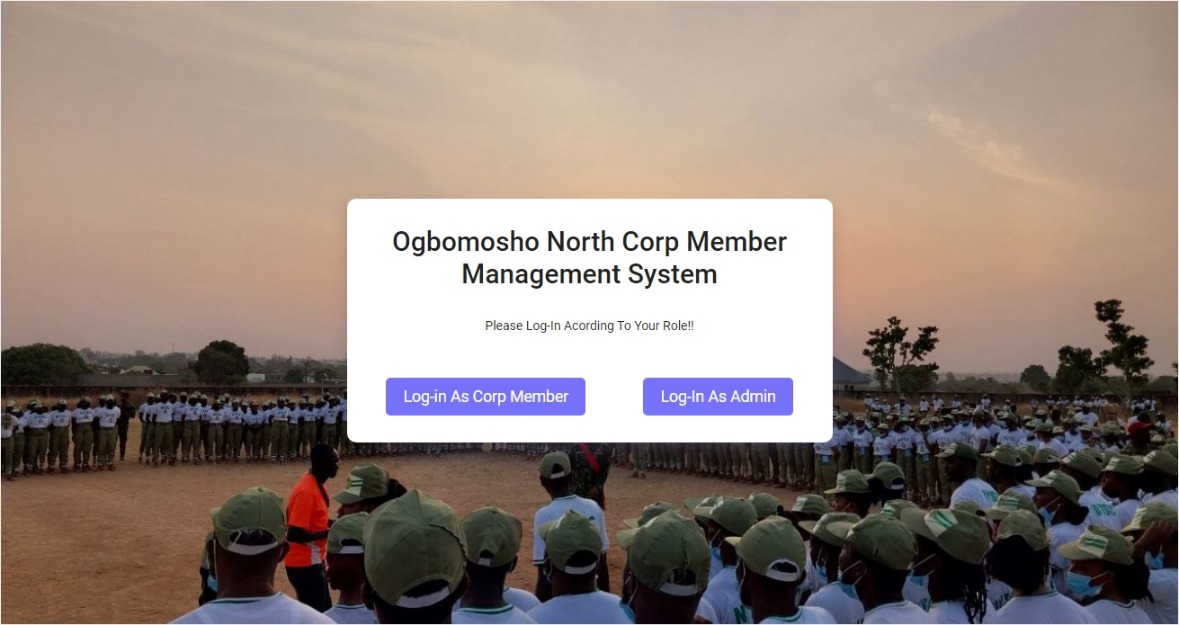 Ogbomosho North Corp Member
Management System
Please Log-In Acording To Your Role!!
Log-in As Corp Member
Log-In As Admin